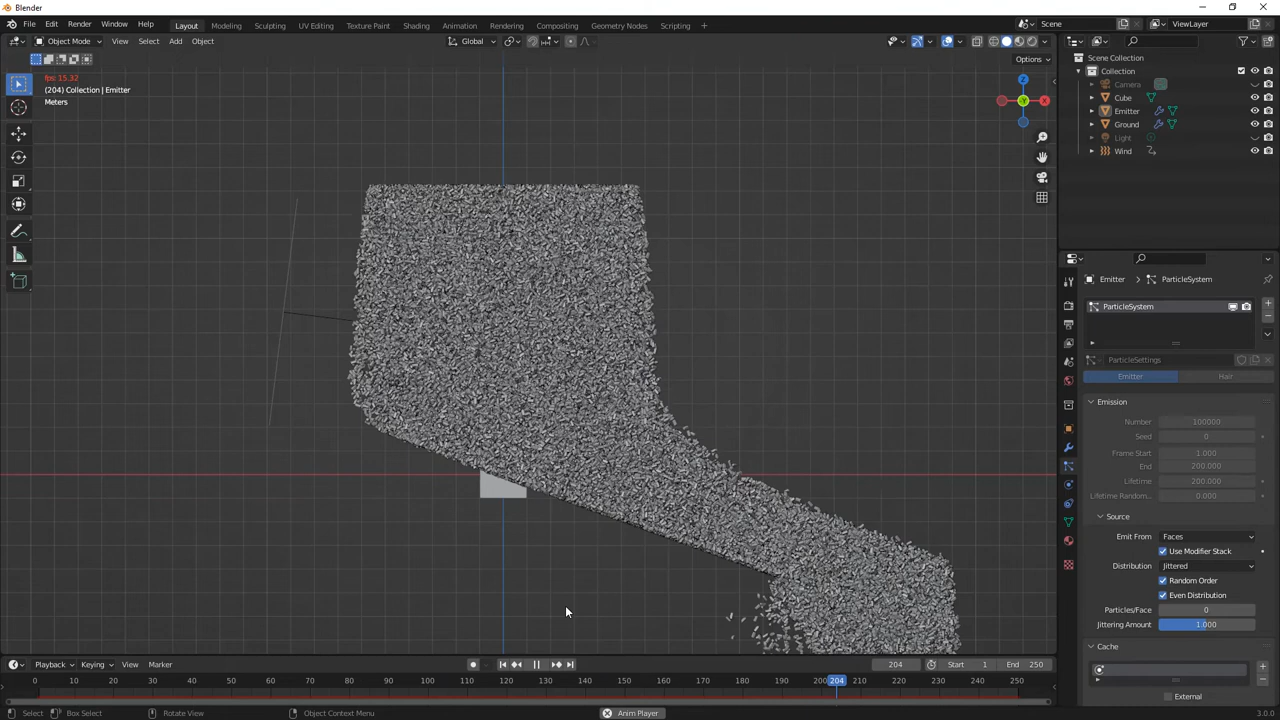 Blender
File Edit Render Window Help Layout Modeling Sculpting UV Editing Texture Paint Shading Animation Rendering Compositing Geometry Nodes Scripting + Scene ViewLayer
Object Mode View Select Add Object Global
Options
fps: 15.32
(204) Collection | Emitter
Meters
Z
Y
X
Scene Collection
Collection
Camera
Cube
Emitter
Ground
Light
Wind
Emitter > ParticleSystem
ParticleSystem
ParticleSettings
Emitter Hair
Emission
Number 100000
Seed 0
Frame Start 1.000
End 200.000
Lifetime 200.000
Lifetime Random.. 0.000
Source
Emit From Faces
Use Modifier Stack
Distribution Jittered
Random Order
Even Distribution
Particles/Face 0
Jittering Amount 1.000
Cache
External
Playback Keying View Marker 204 Start 1 End 250
0 10 20 30 40 50 60 70 80 90 100 110 120 130 140 150 160 170 180 190 200 204 210 220 230 240 250
Select Box Select Rotate View Object Context Menu Anim Player 3.0.0